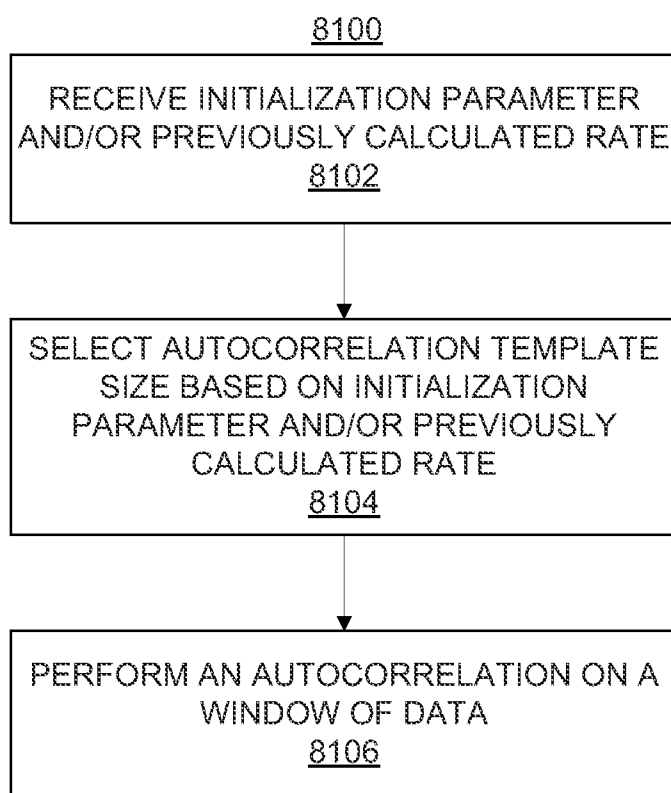 8100
RECEIVE INITIALIZATION PARAMETER
AND/OR PREVIOUSLY CALCULATED RATE
8102
SELECT AUTOCORRELATION TEMPLATE
SIZE BASED ON INITIALIZATION
PARAMETER AND/OR PREVIOUSLY
CALCULATED RATE
8104
PERFORM AN AUTOCORRELATION ON A
WINDOW OF DATA
8106